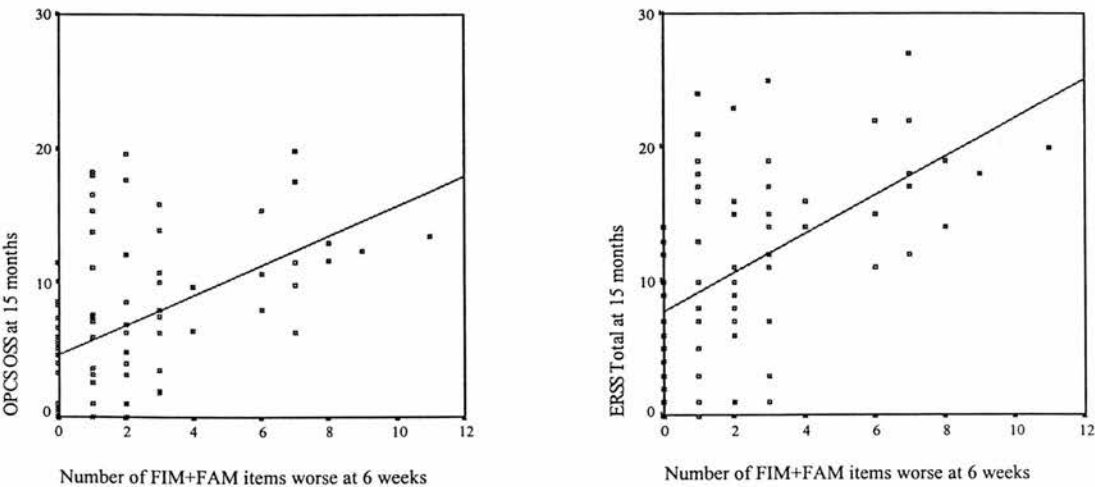 30
20
10
0
OPCS OSS at 15 months
0 2 4 6 8 10 12
Number of FIM+FAM items worse at 6 weeks
30
20
10
0
ERSS Total at 15 months
0 2 4 6 8 10 12
Number of FIM+FAM items worse at 6 weeks